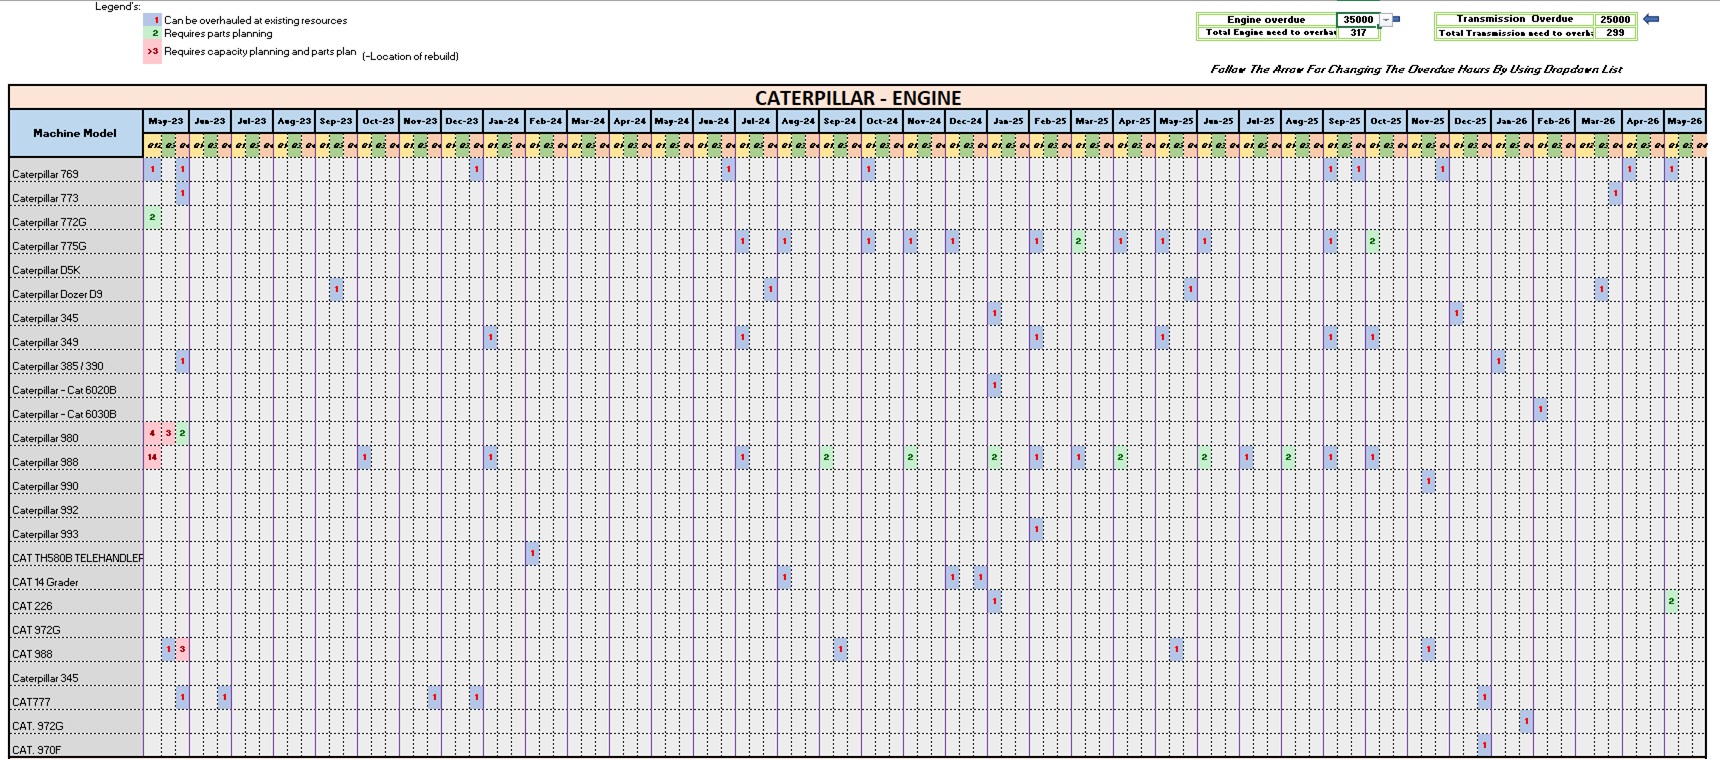 Legend's:
1 Can be overhauled at existing resources
2 Requires parts planning
>3 Requires capacity planning and parts plan (~Location of rebuild)
Engine overdue 35000
Total Engine need to overha 317
Transmission Overdue 25000
Total Transmission need to overh 299
Follow The Arrow For Changing The Overdue Hours By Using Dropdown List
CATERPILLAR - ENGINE
Machine Model May-23 Jun-23 Jul-23 Aug-23 Sep-23 Oct-23 Nov-23 Dec-23 Jan-24 Feb-24 Mar-24 Apr-24 May-24 Jun-24 Jul-24 Aug-24 Sep-24 Oct-24 Nov-24 Dec-24 Jan-25 Feb-25 Mar-25 Apr-25 May-25 Jun-25 Jul-25 Aug-25 Sep-25 Oct-25 Nov-25 Dec-25 Jan-26 Feb-26 Mar-26 Apr-26 May-26
Caterpillar 769 1 1 1 1 1 1 1 1 1 1
Caterpillar 773 1 1
Caterpillar 772G 2
Caterpillar 775G 1 1 1 1 1 1 2 1 1 1 1 2
Caterpillar D5K
Caterpillar Dozer D9 1 1 1 1
Caterpillar 345 1 1
Caterpillar 349 1 1 1 1 1 1
Caterpillar 385 / 390 1 1
Caterpillar - Cat 6020B 1
Caterpillar - Cat 6030B 1
Caterpillar 980 4 3 2
Caterpillar 988 14 1 1 1 2 2 2 1 1 2 2 1 2 1 1
Caterpillar 990 1
Caterpillar 992
Caterpillar 993 1
CAT TH580B TELEHANDLER 1
CAT 14 Grader 1 1 1
CAT 226 1 2
CAT 972G
CAT 988 1 3 1 1 1
Caterpillar 345
CAT777 1 1 1 1 1
CAT. 972G 1
CAT. 970F 1